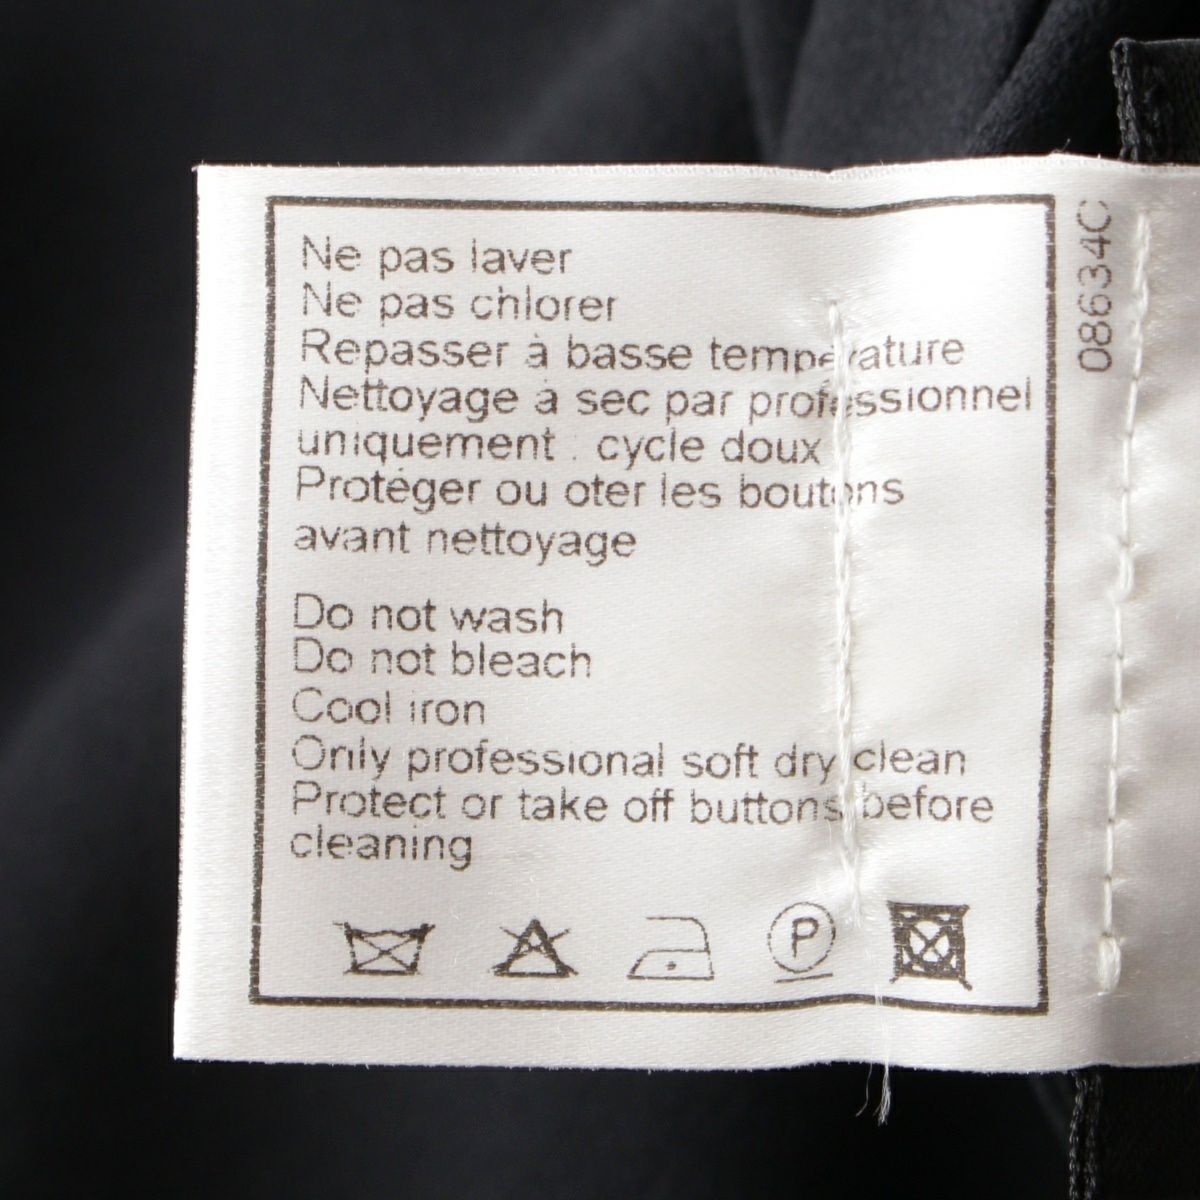 Ne pas laver
Ne pas chlorer
Repasser à basse température
Nettoyage à sec par professionnel
uniquement : cycle doux
Protéger ou oter les boutons
avant nettoyage
Do not wash
Do not bleach
Cool iron
Only professional soft dry clean
Protect or take off buttons before
cleaning
P
08634C